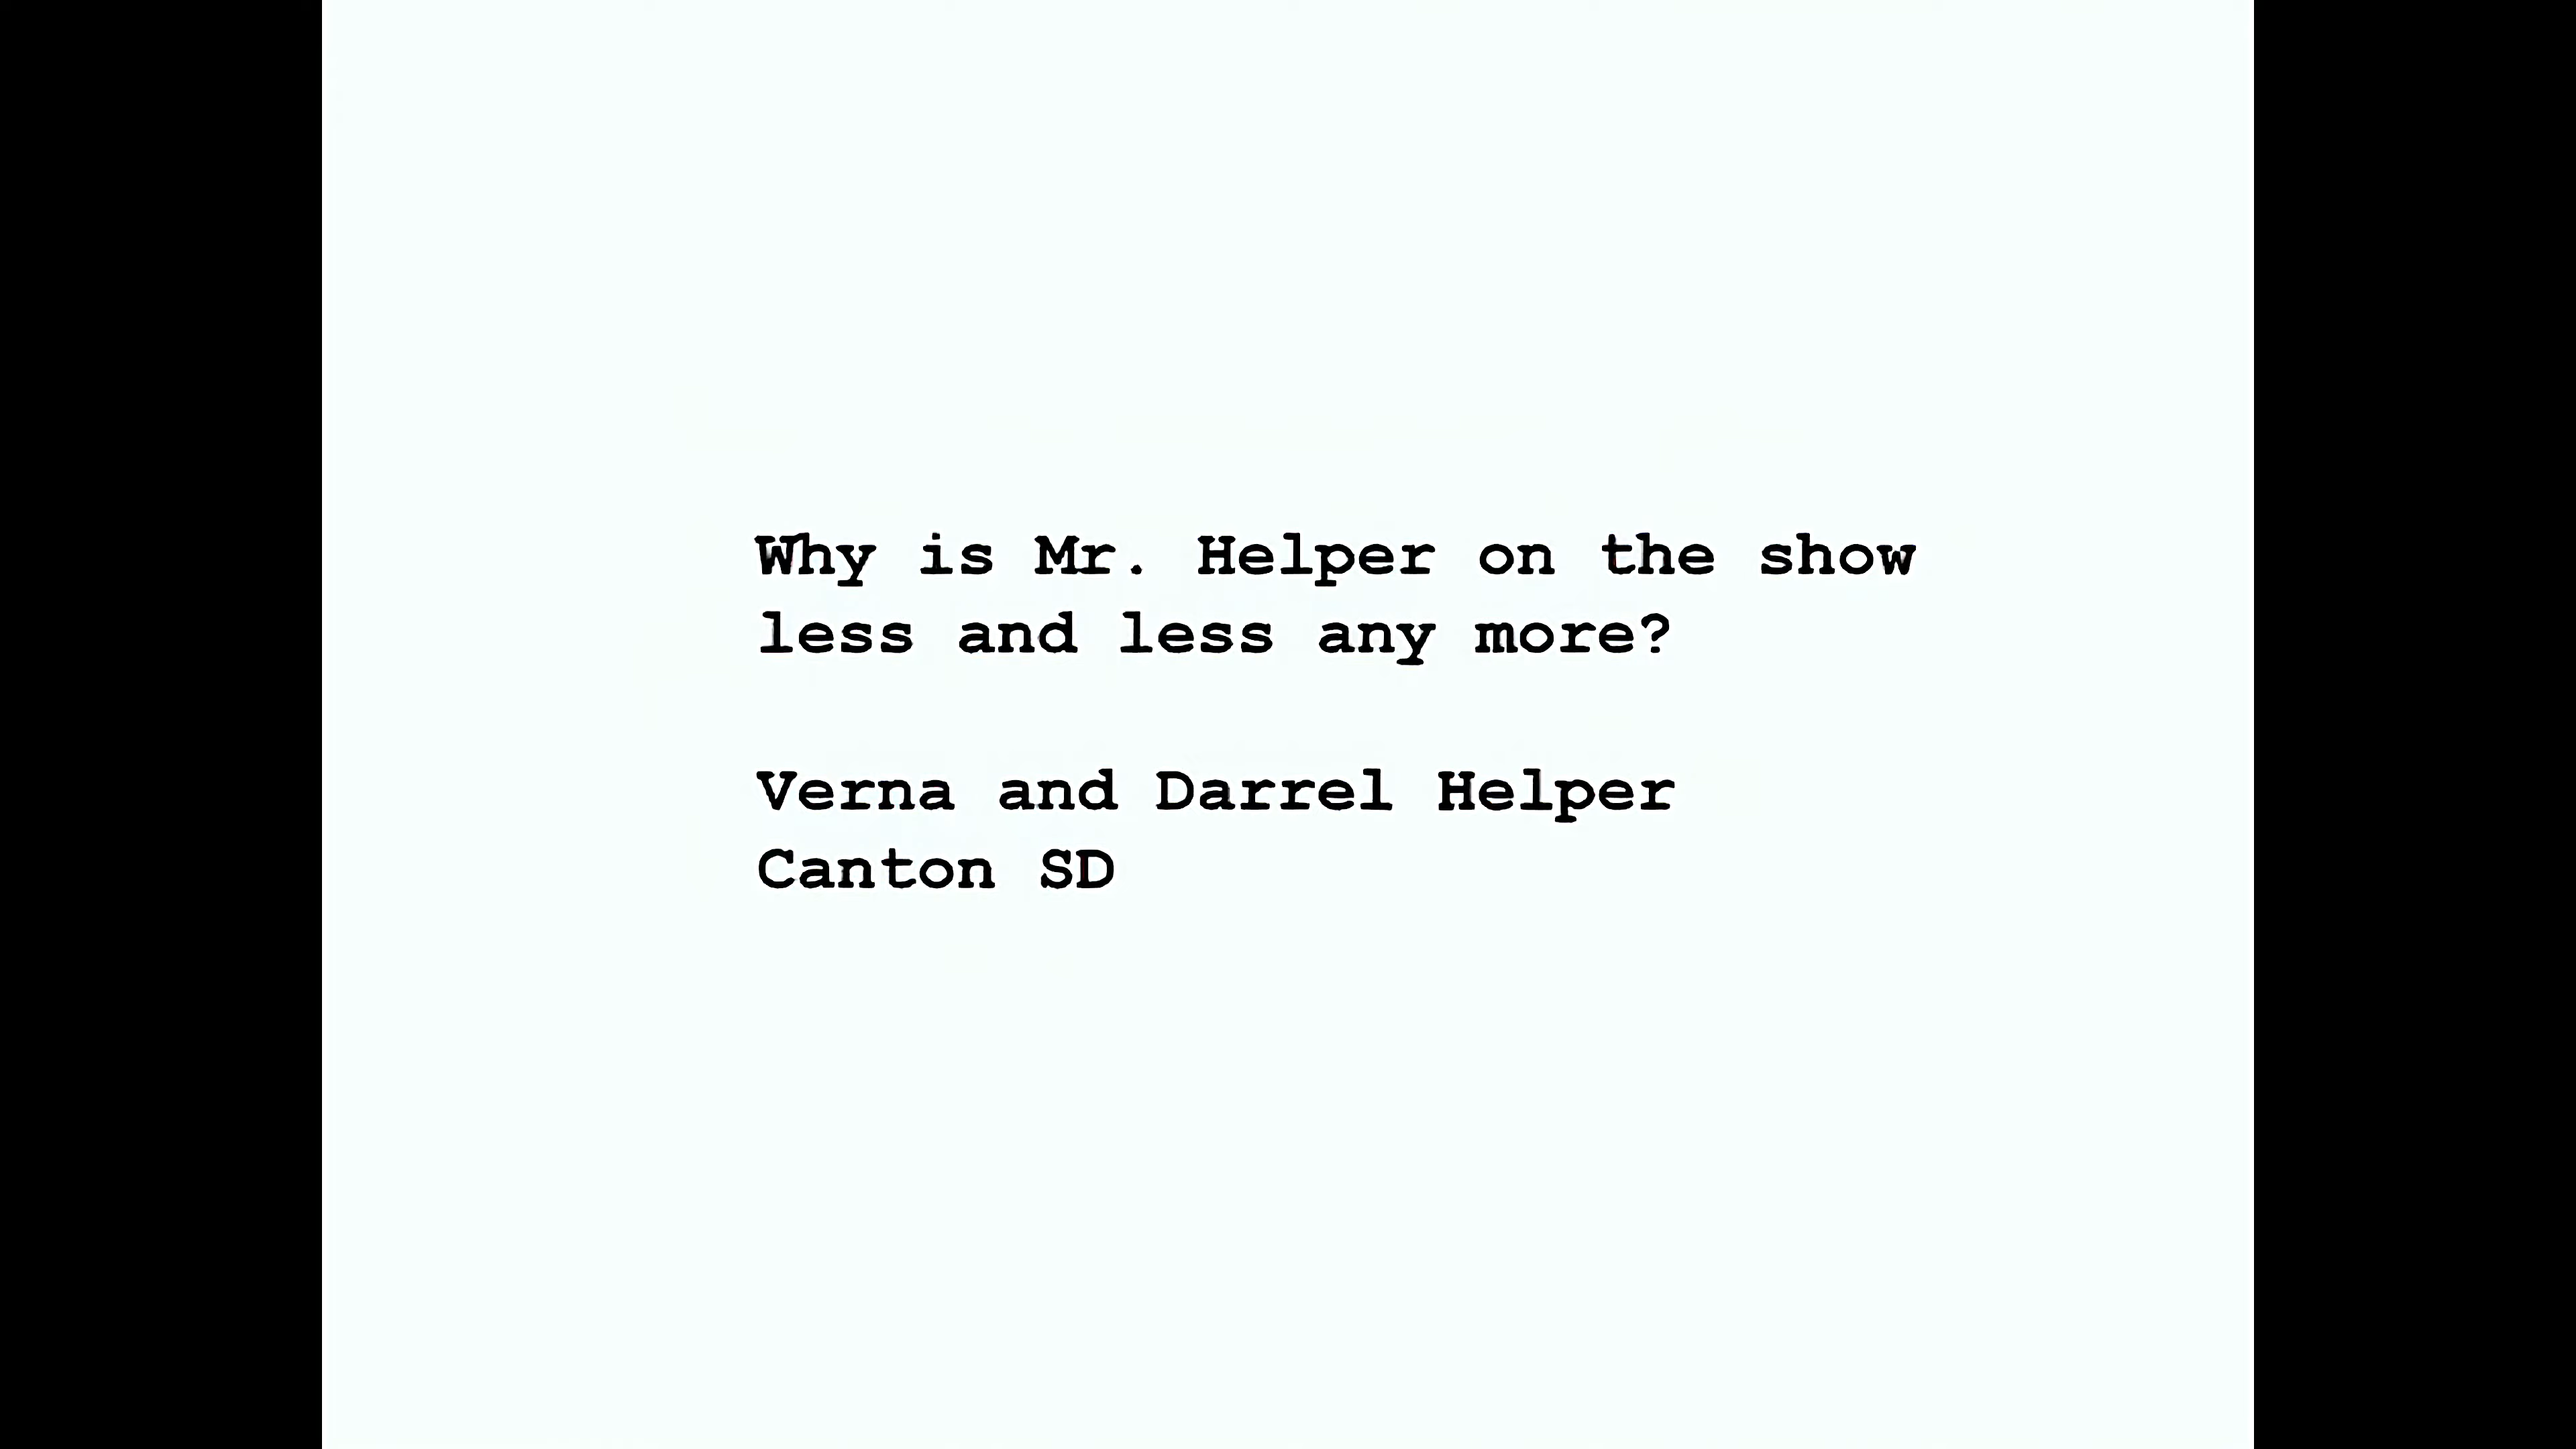 Why is Mr. Helper on the show
less and less any more?
Verna and Darrel Helper
Canton SD